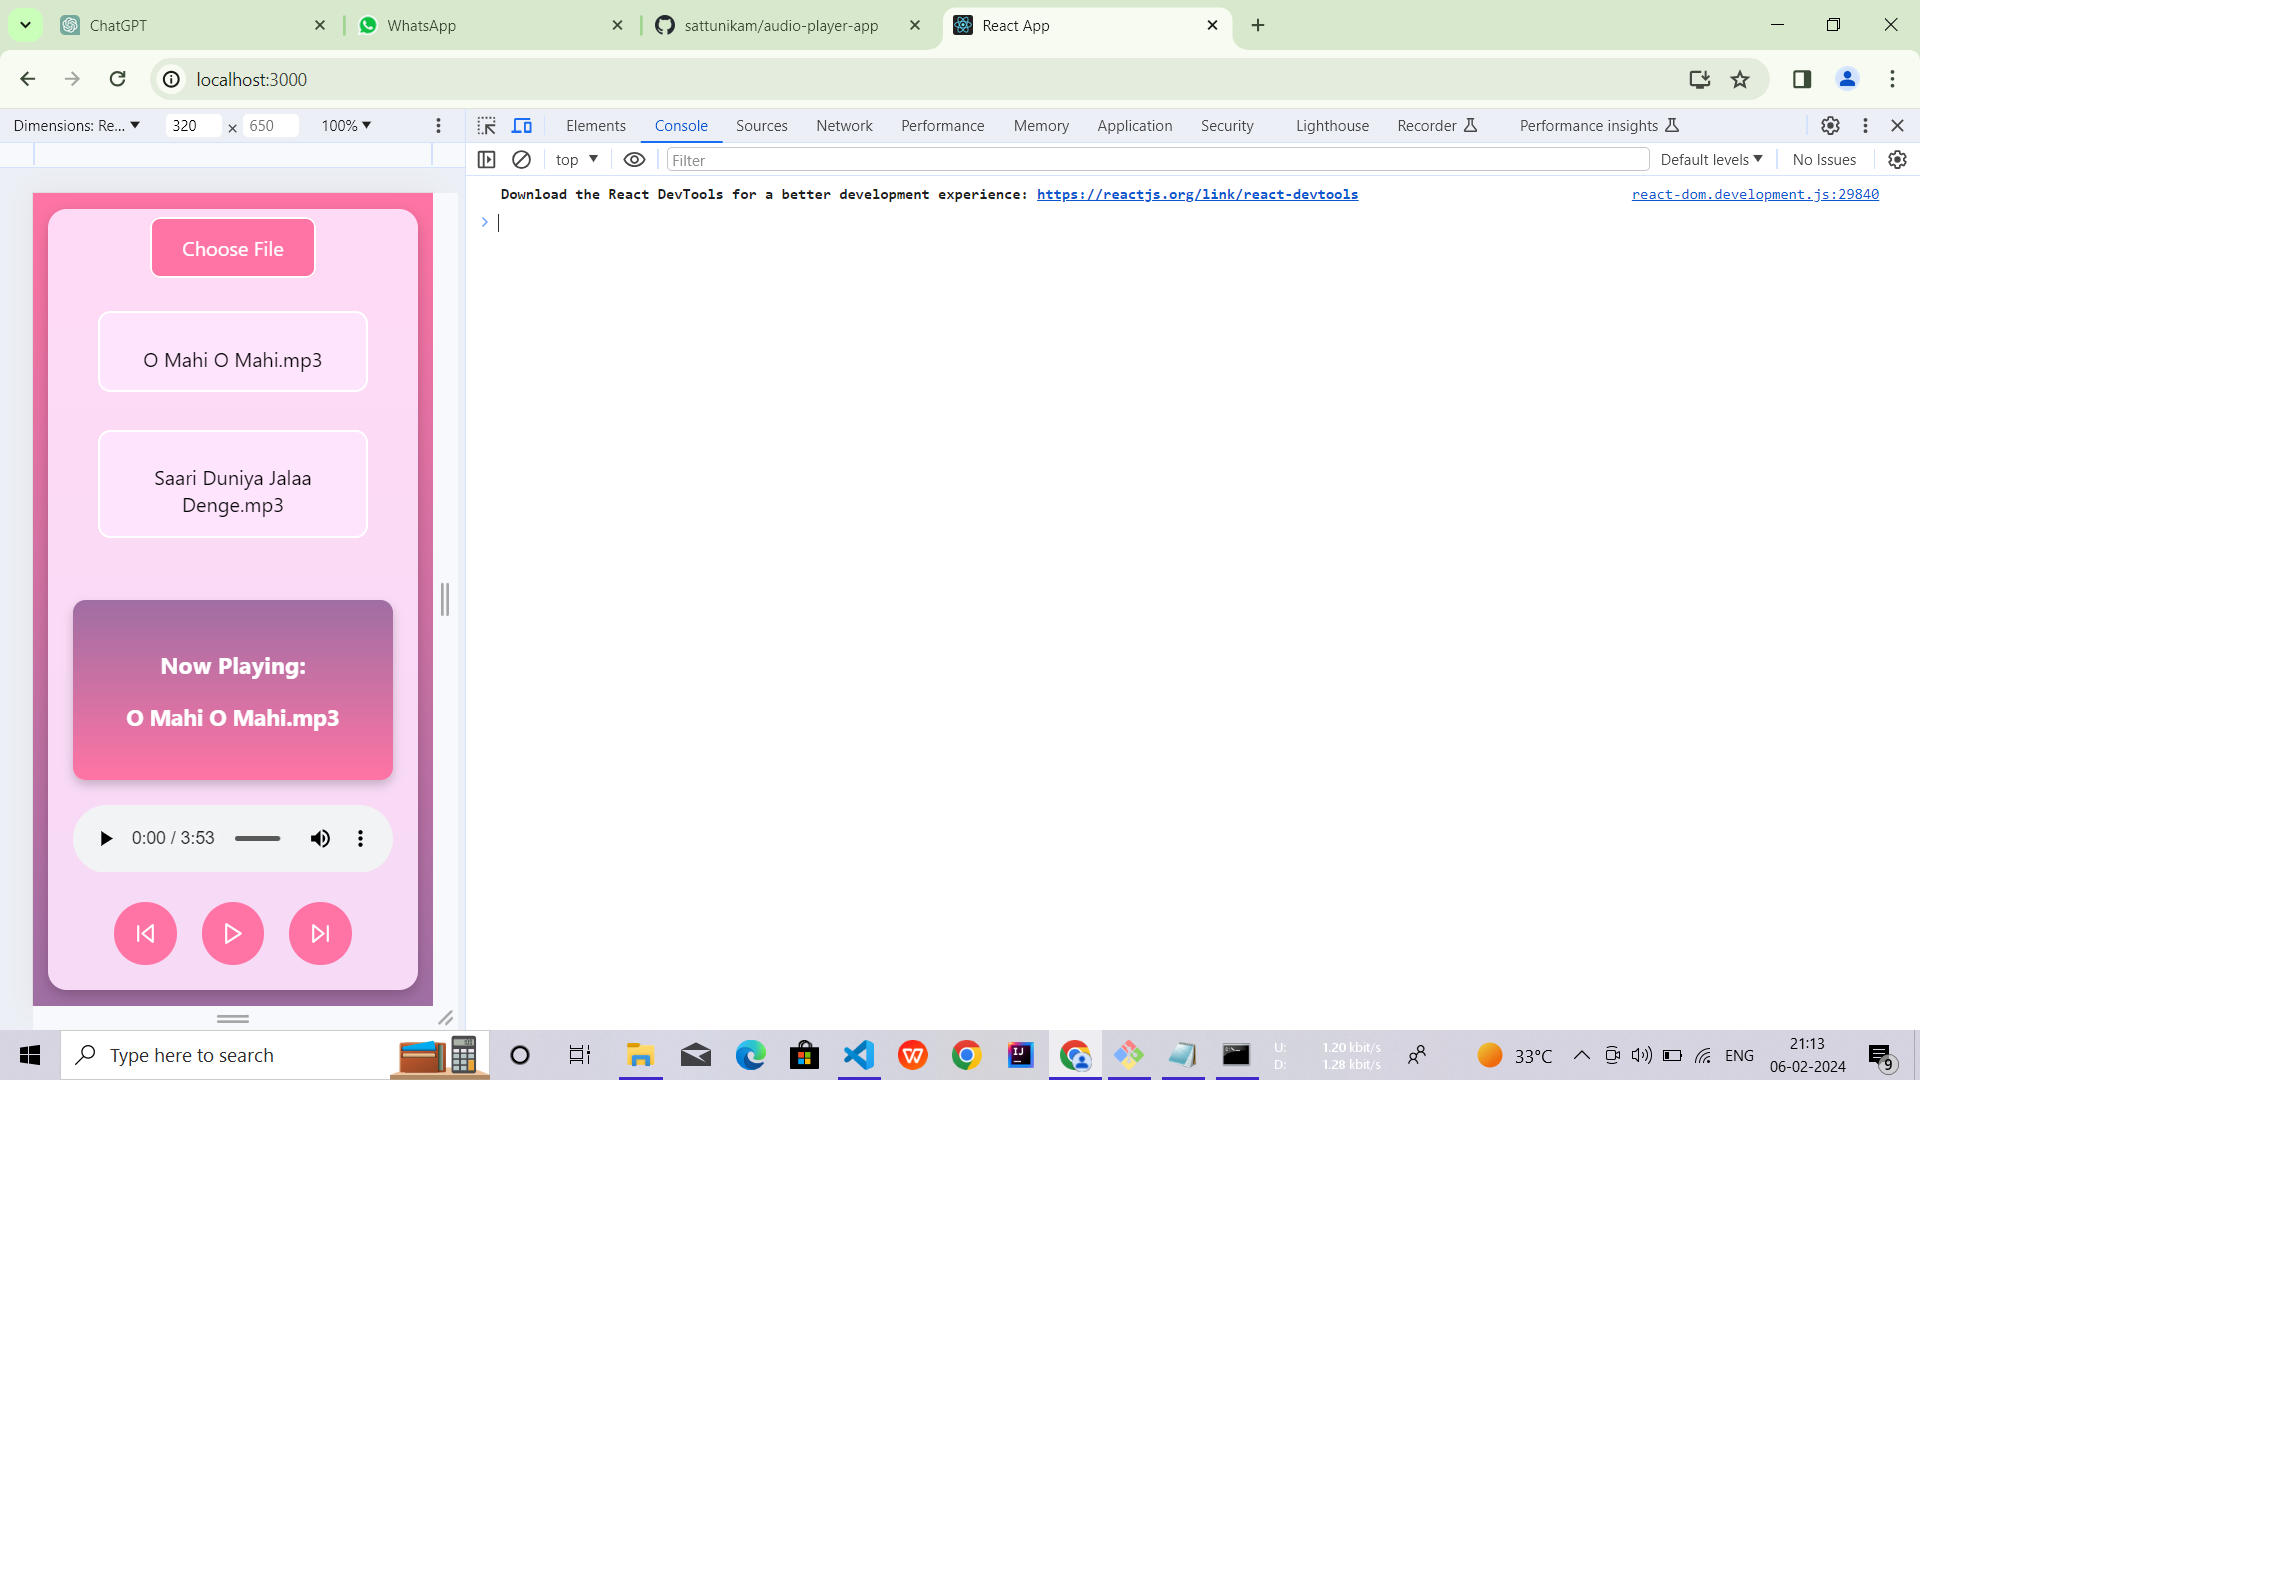 ChatGPT
WhatsApp
sattunikam/audio-player-app
React App
localhost:3000
Dimensions: Re... 320 × 650 100%
Elements Console Sources Network Performance Memory Application Security Lighthouse Recorder Performance insights
top Filter Default levels No Issues
Download the React DevTools for a better development experience: https://reactjs.org/link/react-devtools react-dom.development.js:29840
Choose File
O Mahi O Mahi.mp3
Saari Duniya Jalaa
Denge.mp3
Now Playing:
O Mahi O Mahi.mp3
0:00 / 3:53
Type here to search
U: 1.20 kbit/s
D: 1.28 kbit/s
33°C
ENG
21:13
06-02-2024
9